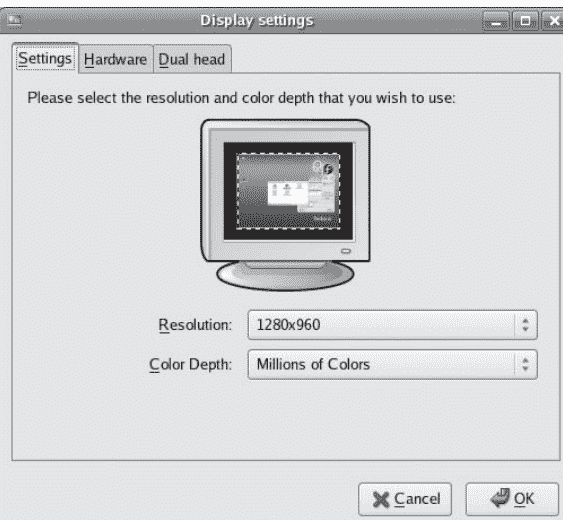 Display settings
Settings Hardware Dual head
Please select the resolution and color depth that you wish to use:
Resolution: 1280x960
Color Depth: Millions of Colors
Cancel OK